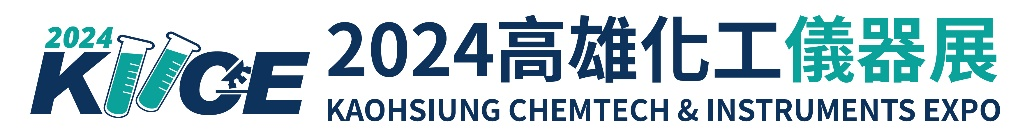 2024
KIICE
2024高雄化工儀器展
KAOHSIUNG CHEMTECH & INSTRUMENTS EXPO